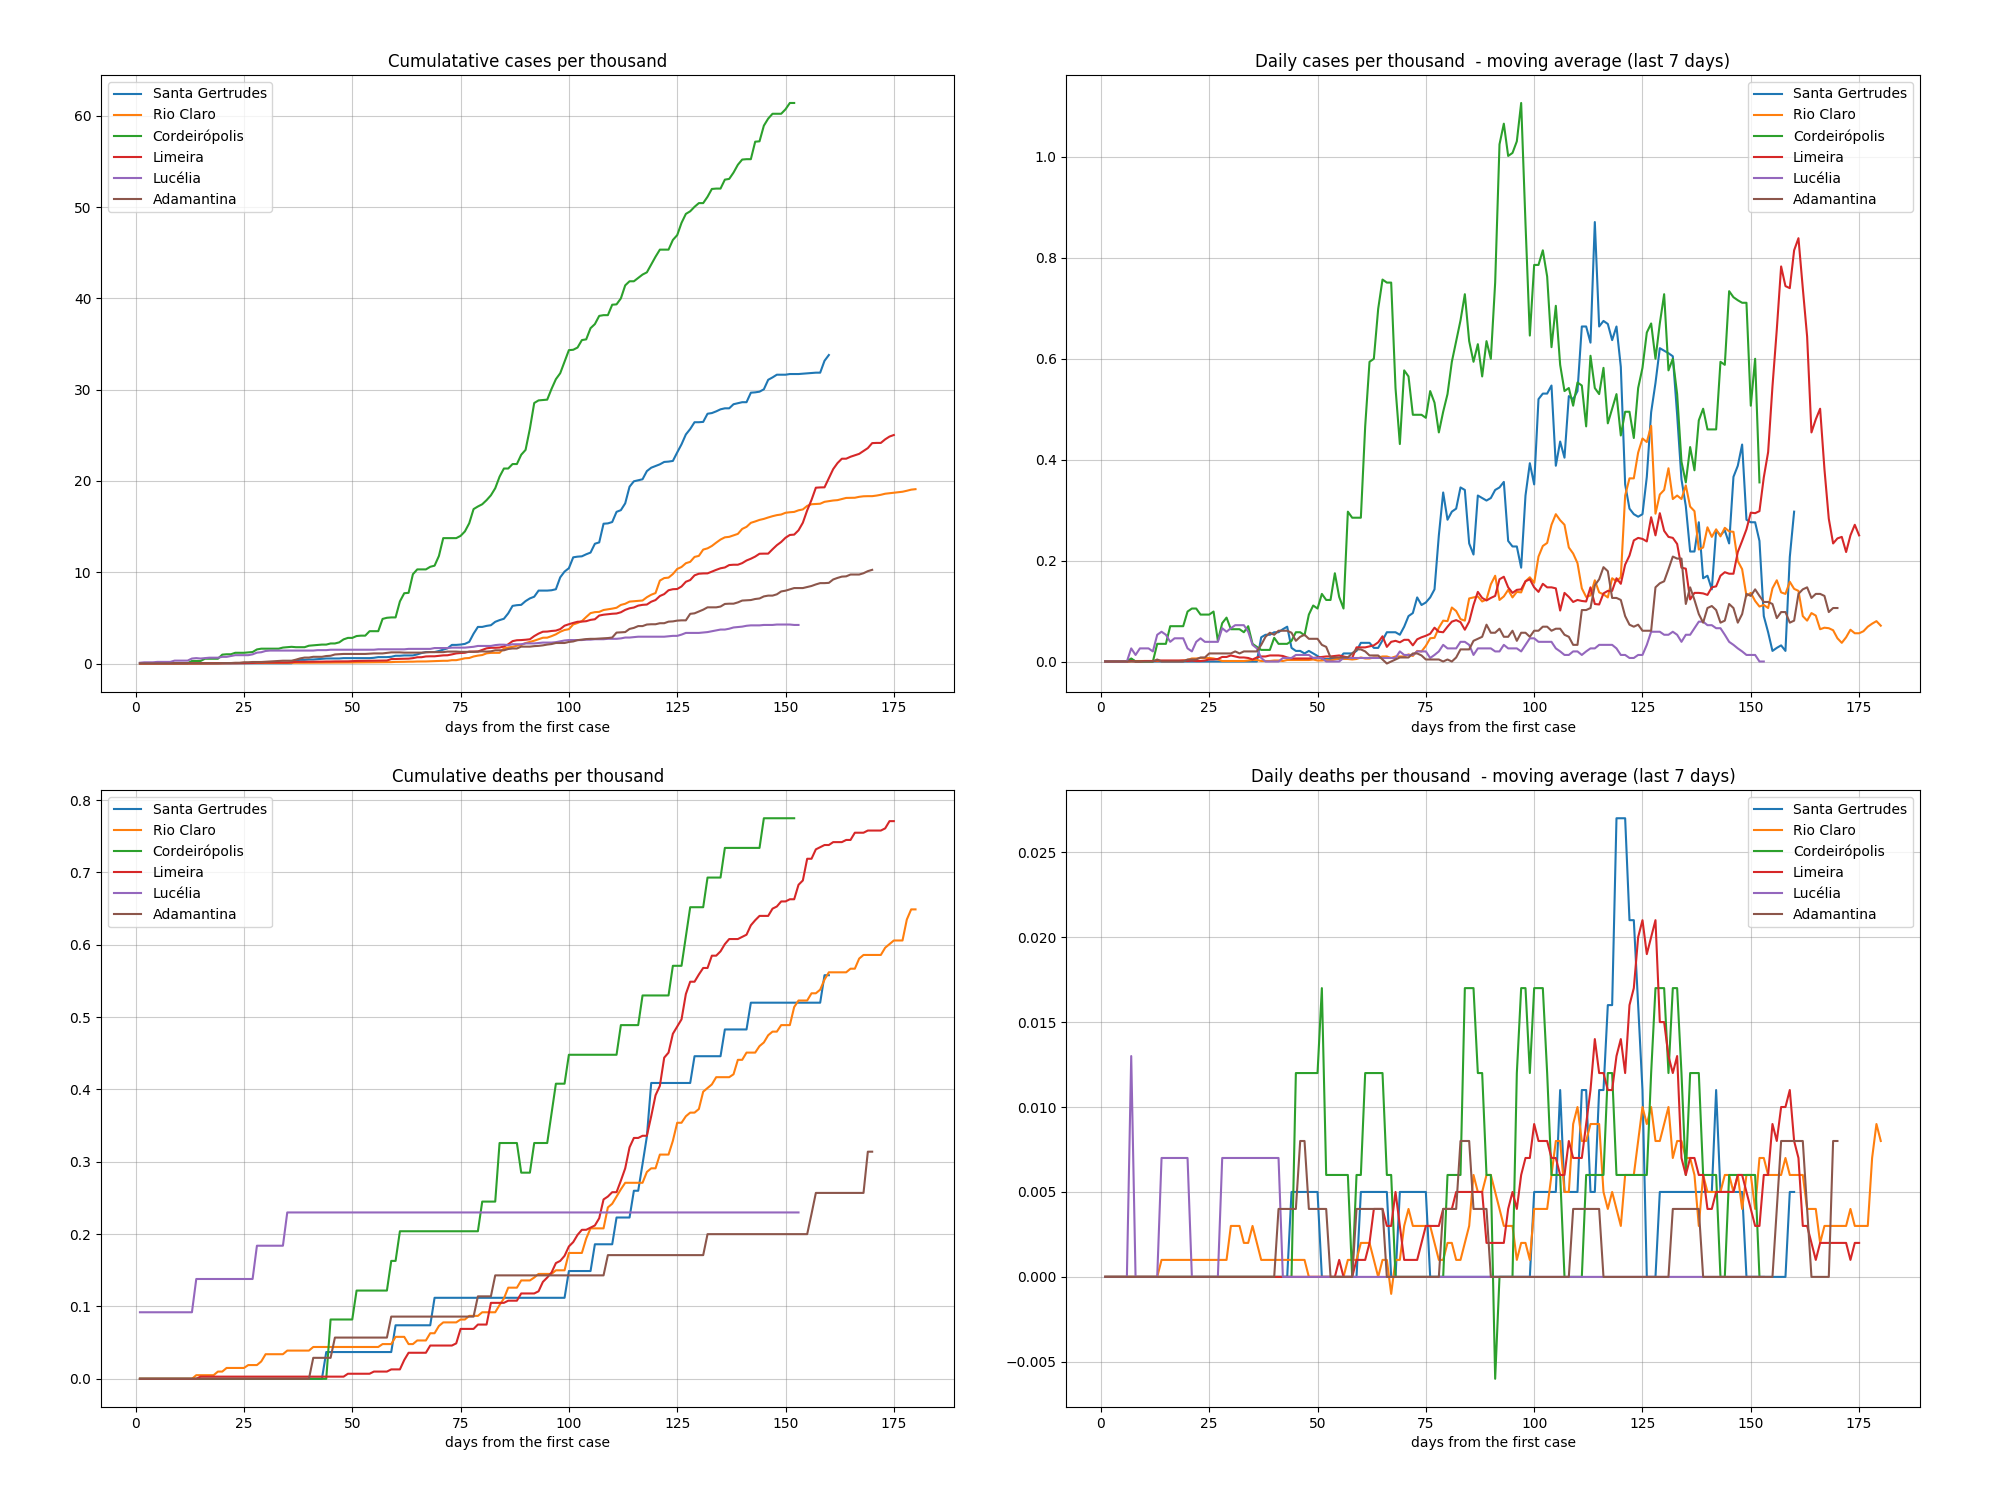 Cumulatative cases per thousand
Santa Gertrudes
Rio Claro
Cordeirópolis
Limeira
Lucélia
Adamantina
60
50
40
30
20
10
0
0 25 50 75 100 125 150 175
days from the first case
Daily cases per thousand  - moving average (last 7 days)
Santa Gertrudes
Rio Claro
Cordeirópolis
Limeira
Lucélia
Adamantina
1.0
0.8
0.6
0.4
0.2
0.0
0 25 50 75 100 125 150 175
days from the first case
Cumulative deaths per thousand
Santa Gertrudes
Rio Claro
Cordeirópolis
Limeira
Lucélia
Adamantina
0.8
0.7
0.6
0.5
0.4
0.3
0.2
0.1
0.0
0 25 50 75 100 125 150 175
days from the first case
Daily deaths per thousand  - moving average (last 7 days)
Santa Gertrudes
Rio Claro
Cordeirópolis
Limeira
Lucélia
Adamantina
0.025
0.020
0.015
0.010
0.005
0.000
−0.005
0 25 50 75 100 125 150 175
days from the first case